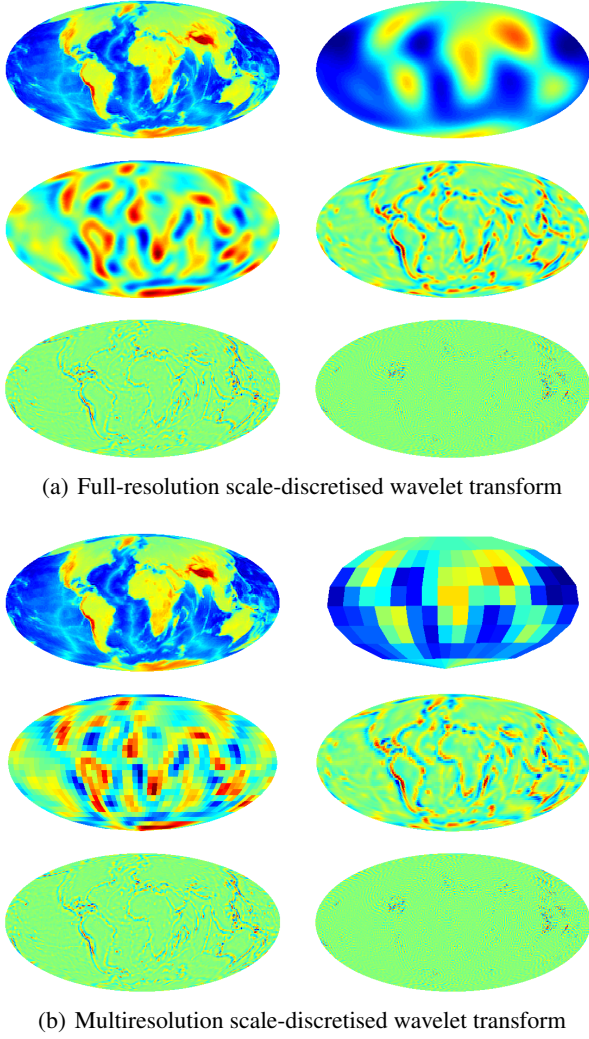 (a) Full-resolution scale-discretised wavelet transform
(b) Multiresolution scale-discretised wavelet transform